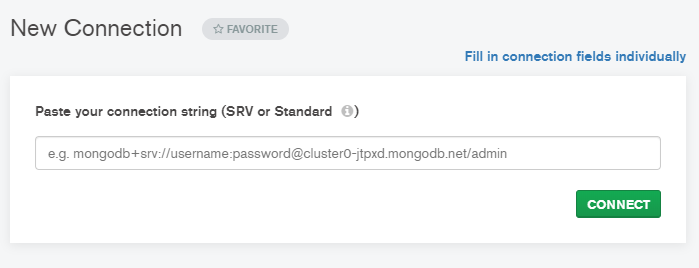 New Connection
FAVORITE
Fill in connection fields individually
Paste your connection string (SRV or Standard )
e.g. mongodb+srv://username:password@cluster0-jtpxd.mongodb.net/admin
CONNECT